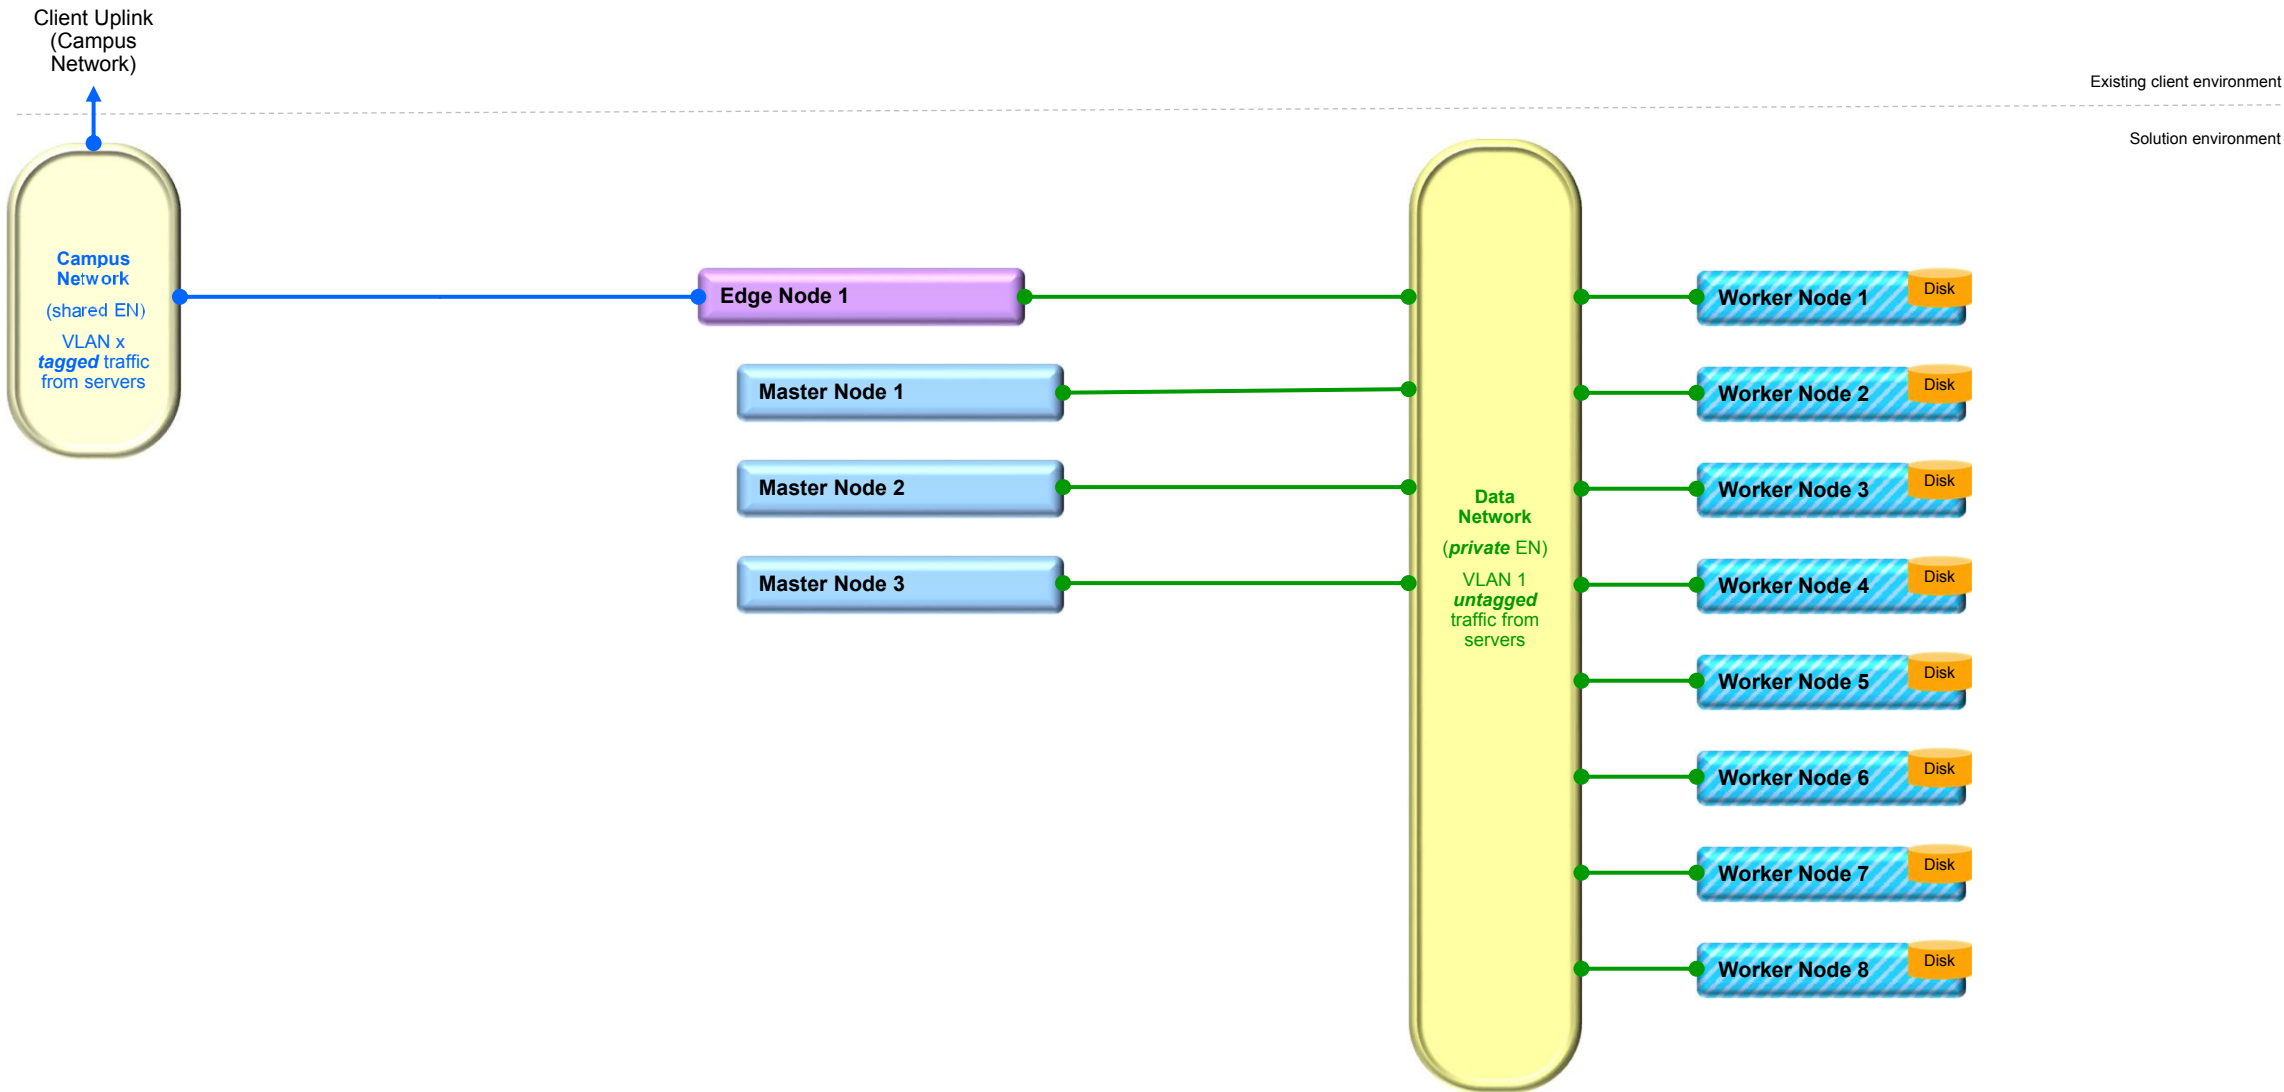 Client Uplink
(Campus
Network)
Existing client environment
Solution environment
Campus
Network
(shared EN)
VLAN x
tagged traffic
from servers
Edge Node 1
Master Node 1
Master Node 2
Master Node 3
Data
Network
(private EN)
VLAN 1
untagged
traffic from
servers
Worker Node 1
Disk
Worker Node 2
Disk
Worker Node 3
Disk
Worker Node 4
Disk
Worker Node 5
Disk
Worker Node 6
Disk
Worker Node 7
Disk
Worker Node 8
Disk